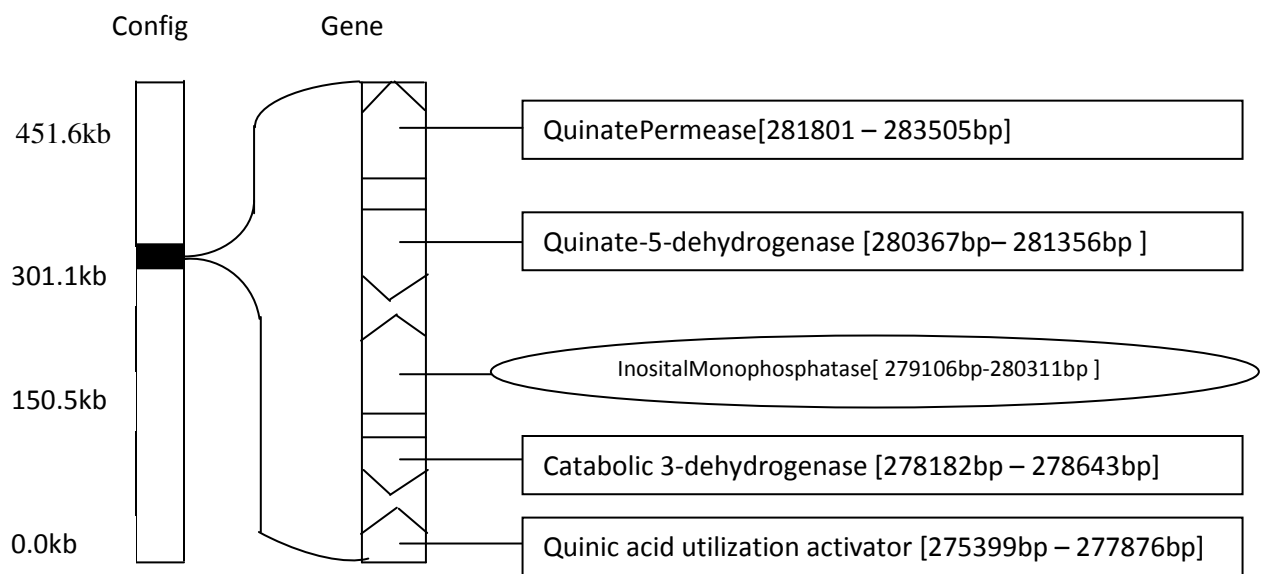 Config
Gene
451.6kb
QuinatePermease[281801 – 283505bp]
Quinate-5-dehydrogenase [280367bp– 281356bp ]
301.1kb
InositalMonophosphatase[ 279106bp-280311bp ]
150.5kb
Catabolic 3-dehydrogenase [278182bp – 278643bp]
0.0kb
Quinic acid utilization activator [275399bp – 277876bp]